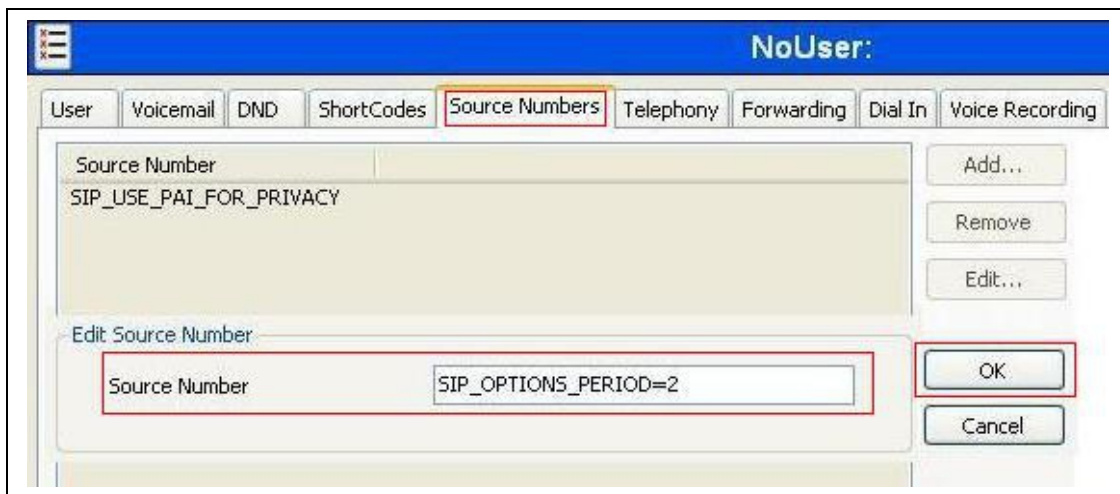 NoUser:
User Voicemail DND ShortCodes Source Numbers Telephony Forwarding Dial In Voice Recording
Source Number
SIP_USE_PAI_FOR_PRIVACY
Add...
Remove
Edit...
Edit Source Number
Source Number SIP_OPTIONS_PERIOD=2
OK
Cancel